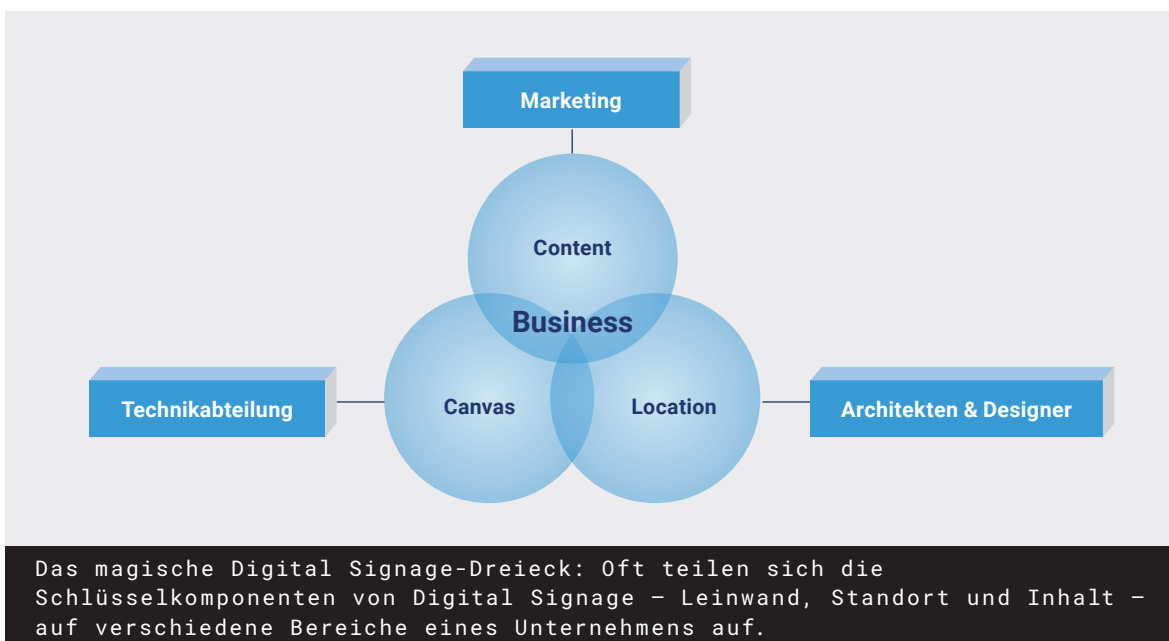 Marketing
Content
Business
Technikabteilung
Canvas
Location
Architekten & Designer
Das magische Digital Signage-Dreieck: Oft teilen sich die
Schlüsselkomponenten von Digital Signage – Leinwand, Standort und Inhalt –
auf verschiedene Bereiche eines Unternehmens auf.